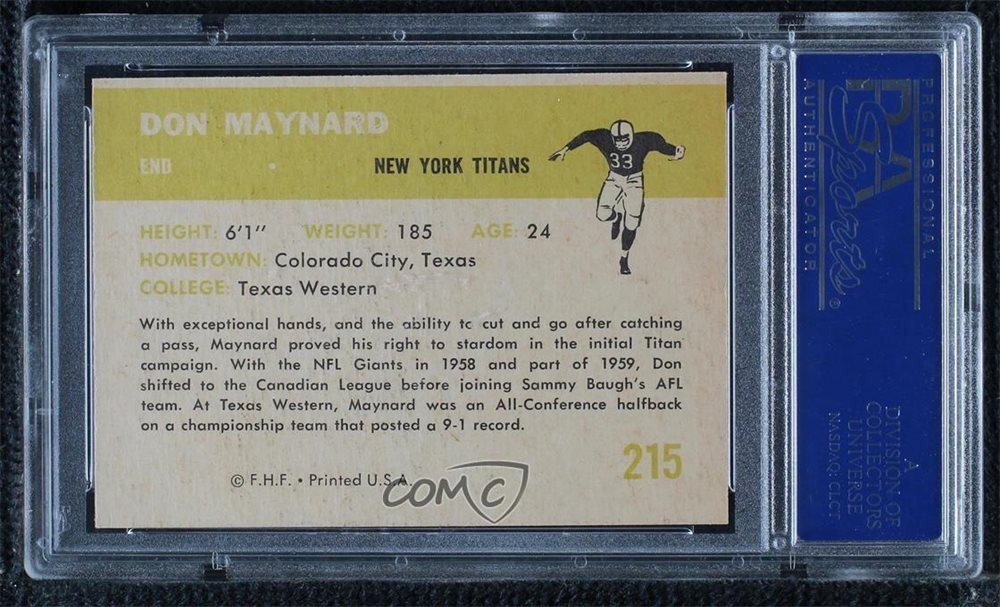 DON MAYNARD
END • NEW YORK TITANS
33
HEIGHT: 6'1" WEIGHT: 185 AGE: 24
HOMETOWN: Colorado City, Texas
COLLEGE: Texas Western
With exceptional hands, and the ability to cut and go after catching
a pass, Maynard proved his right to stardom in the initial Titan
campaign. With the NFL Giants in 1958 and part of 1959, Don
shifted to the Canadian League before joining Sammy Baugh's AFL
team. At Texas Western, Maynard was an All-Conference halfback
on a championship team that posted a 9-1 record.
215
© F.H.F. • Printed U.S.A.
COMC
PROFESSIONAL
PSA
Sports®
AUTHENTICATOR
A
DIVISION OF
COLLECTORS
UNIVERSE
NASDAQ: CLCT